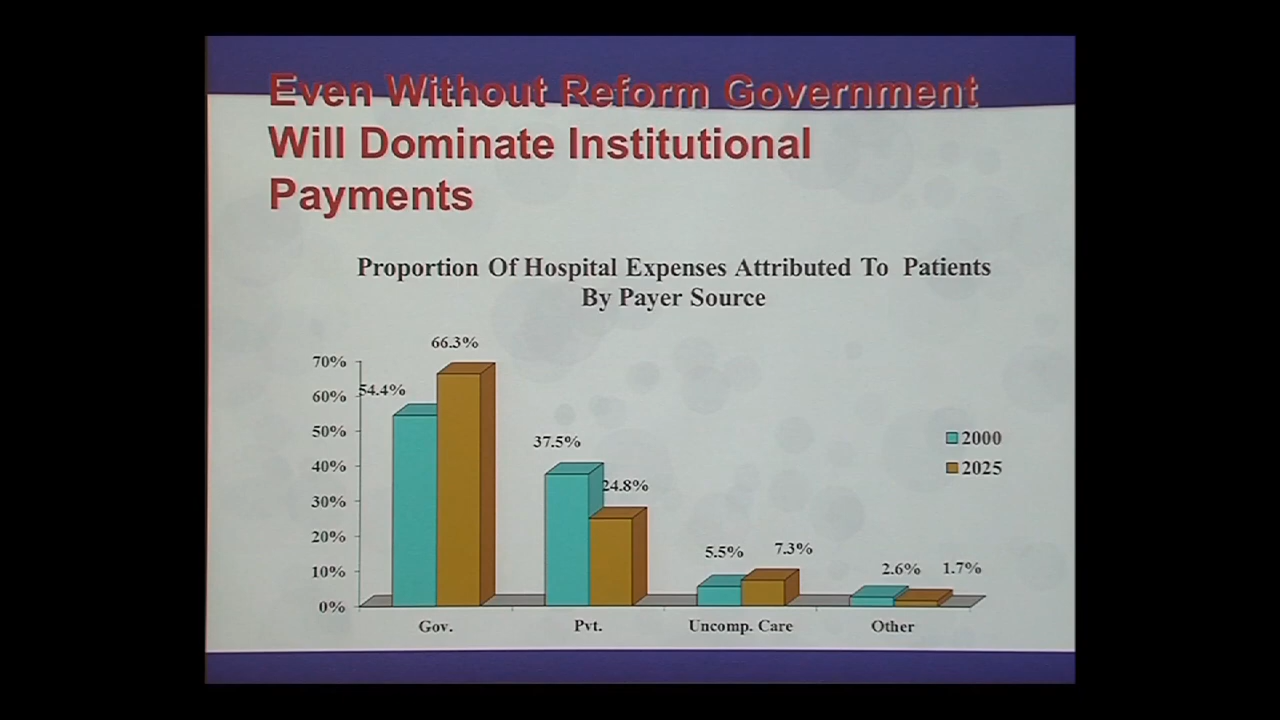 Even Without Reform Government
Will Dominate Institutional
Payments
Proportion Of Hospital Expenses Attributed To Patients
By Payer Source
70%
60%
50%
40%
30%
20%
10%
0%
54.4%
66.3%
37.5%
24.8%
5.5%
7.3%
2.6%
1.7%
Gov.
Pvt.
Uncomp. Care
Other
2000
2025